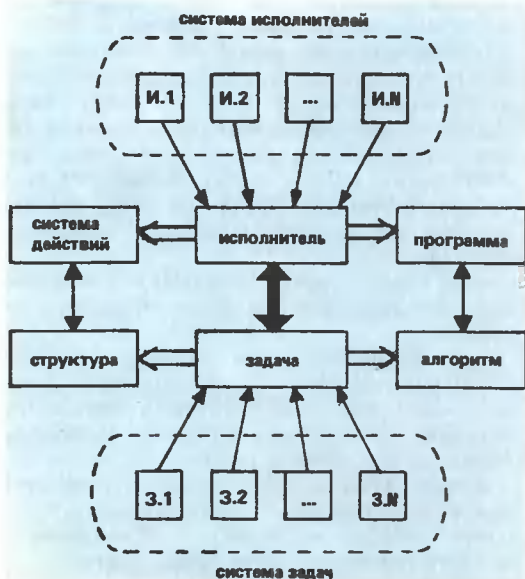 система исполнителей
И.1 И.2 ... И.N
система
действий
исполнитель
программа
структура
задача
алгоритм
З.1 З.2 ... З.N
система задач